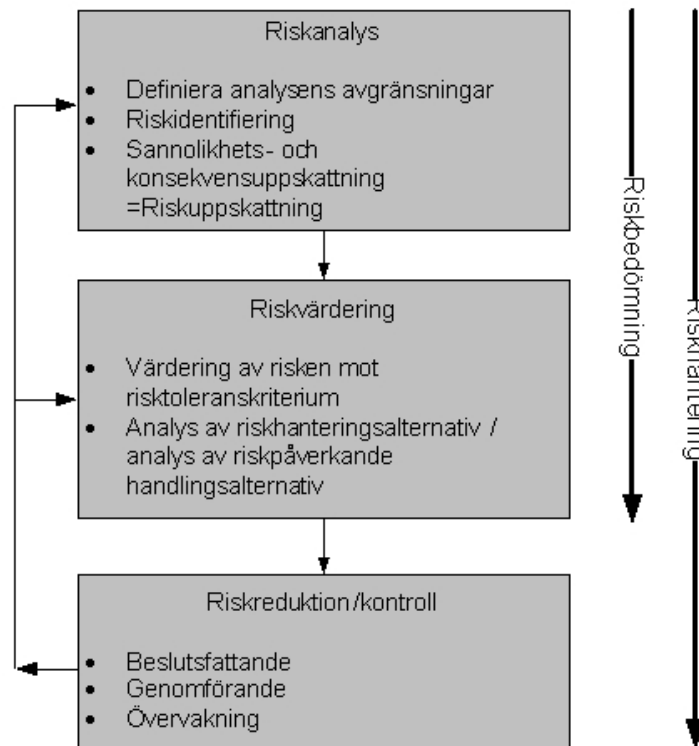 Riskanalys
• Definiera analysens avgränsningar
• Riskidentifiering
• Sannolikhets- och
konsekvensuppskattning
=Riskuppskattning
Riskvärdering
• Värdering av risken mot
risktoleranskriterium
• Analys av riskhanteringsalternativ /
analys av riskpåverkande
handlingsalternativ
Riskreduktion/kontroll
• Beslutsfattande
• Genomförande
• Övervakning
Riskbedömning
Riskhantering